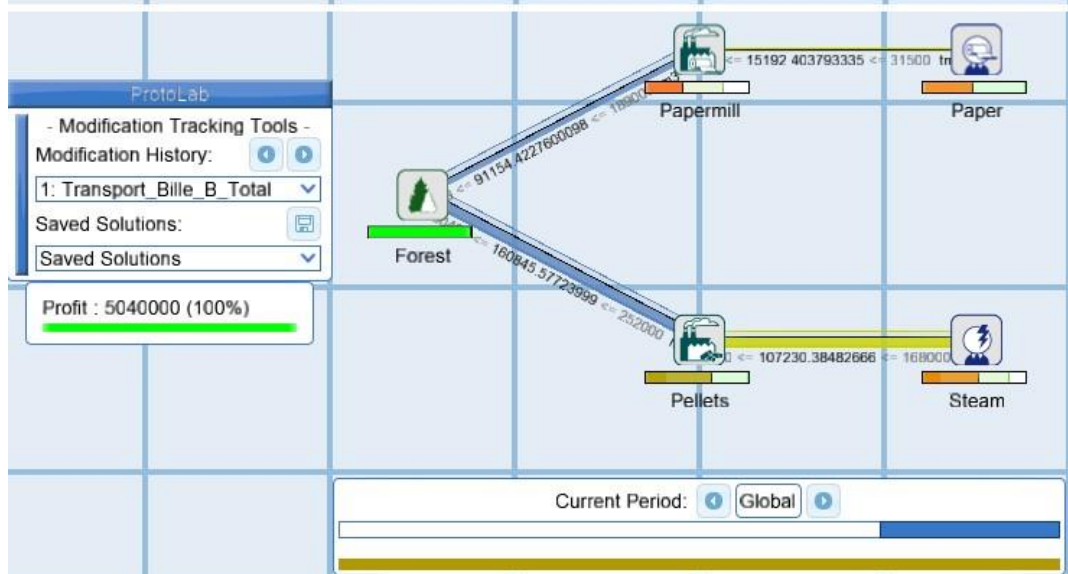 ProtoLab
- Modification Tracking Tools -
Modification History:
1: Transport_Bille_B_Total
Saved Solutions:
Saved Solutions
Profit : 5040000 (100%)
<= 15192 403793335 <= 31500
Papermill
Paper
<= 91154.4227600098 <= 189000
Forest
<= 160845.57723999 <= 252000
<= 107230.38482666 <= 168000
Pellets
Steam
Current Period: Global